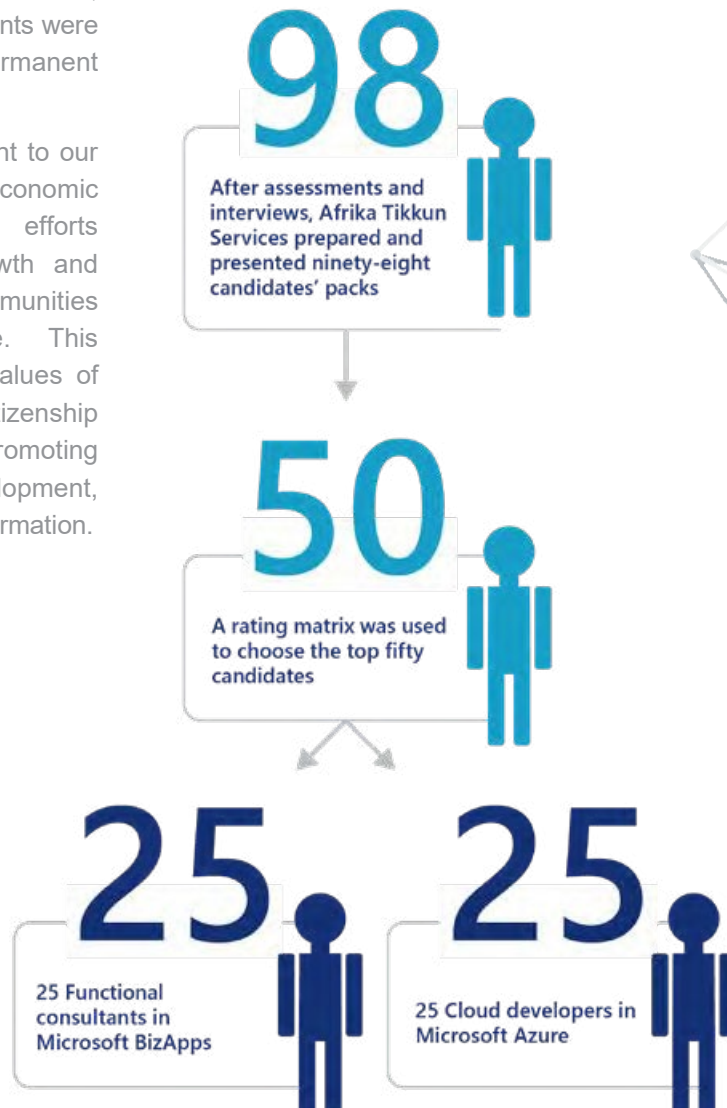 nts were
rmanent
nt to our
conomic
efforts
wth and
munities
This
alues of
tizenship
romoting
lopment,
rmation.
98
After assessments and
interviews, Afrika Tikkun
Services prepared and
presented ninety-eight
candidates' packs
50
A rating matrix was used
to choose the top fifty
candidates
25
25 Functional
consultants in
Microsoft BizApps
25
25 Cloud developers in
Microsoft Azure